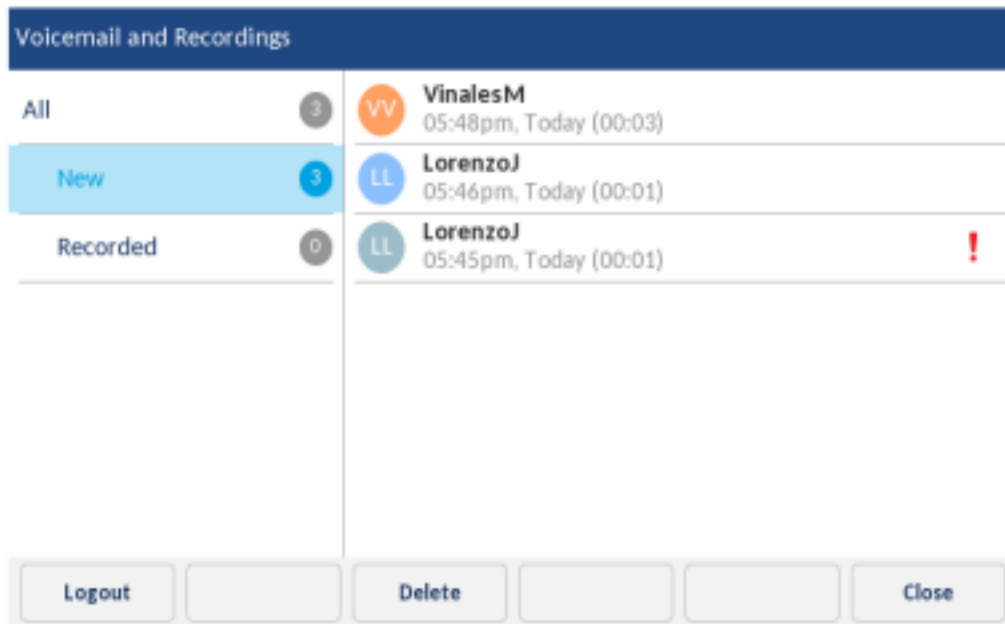 Voicemail and Recordings
All 3
New 3
Recorded 0
VV VinalesM
05:48pm, Today (00:03)
LL LorenzoJ
05:46pm, Today (00:01)
LL LorenzoJ
05:45pm, Today (00:01) !
Logout Delete Close